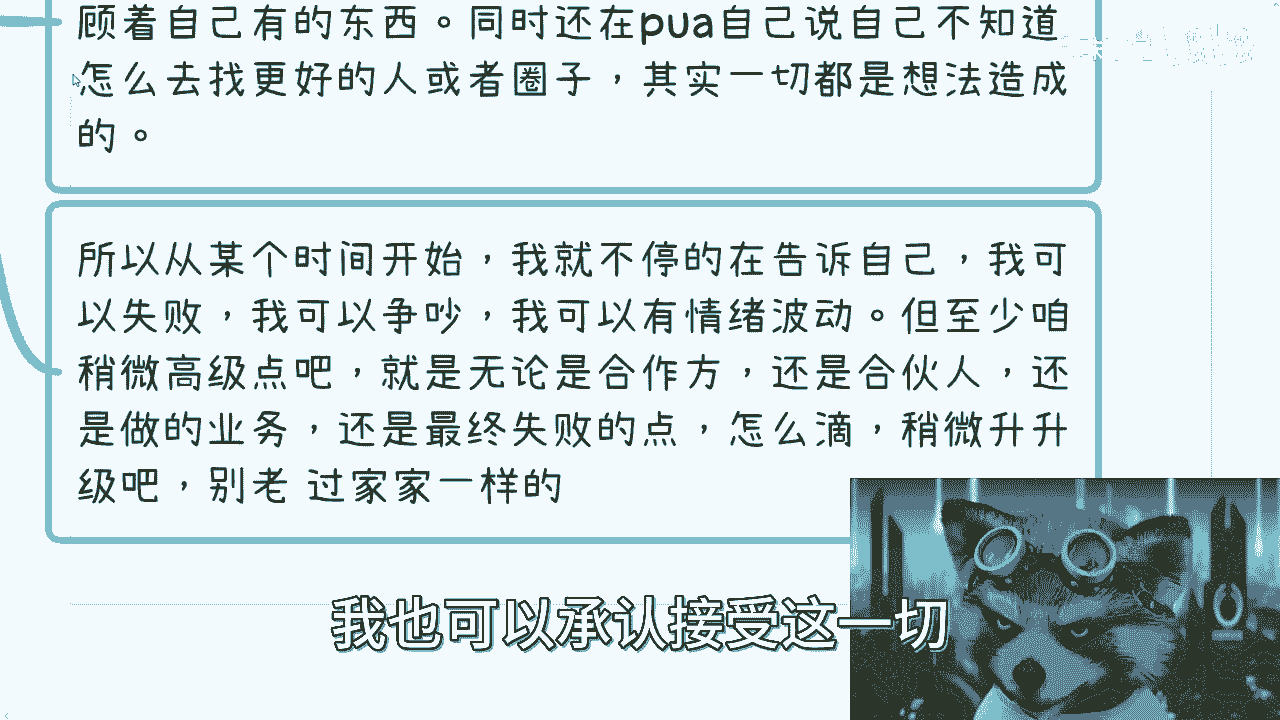 顾着自己有的东西。同时还在pua自己说自己不知道
怎么去找更好的人或者圈子，其实一切都是想法造成
的。
所以从某个时间开始，我就不停的在告诉自己，我可
以失败，我可以争吵，我可以有情绪波动。但至少咱
稍微高级点吧，就是无论是合作方，还是合伙人，还
是做的业务，还是最终失败的点，怎么滴，稍微升升
级吧，别老 过家家一样的
我也可以承认接受这一切